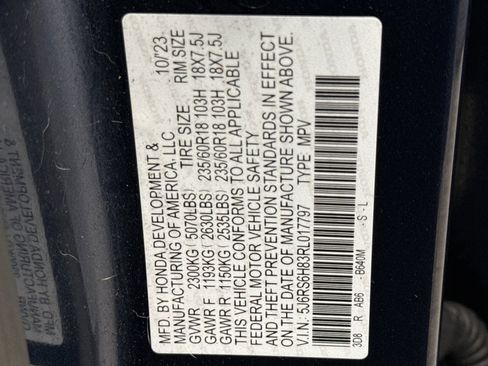 MFD BY HONDA DEVELOPMENT &
MANUFACTURING OF AMERICA, LLC 10/'23
TIRE SIZE RIM SIZE
GVWR 2300KG (5070LBS)
GAWR F 1193KG (2630LBS) 235/60R18 103H 18X7.5J
GAWR R 1150KG (2535LBS) 235/60R18 103H 18X7.5J
THIS VEHICLE CONFORMS TO ALL APPLICABLE
FEDERAL MOTOR VEHICLE SAFETY
AND THEFT PREVENTION STANDARDS IN EFFECT
ON THE DATE OF MANUFACTURE SHOWN ABOVE.
V.I.N.: 5J6RS6H83RL017797 TYPE: MPV
3D8 R AB6 - B640M - S - L